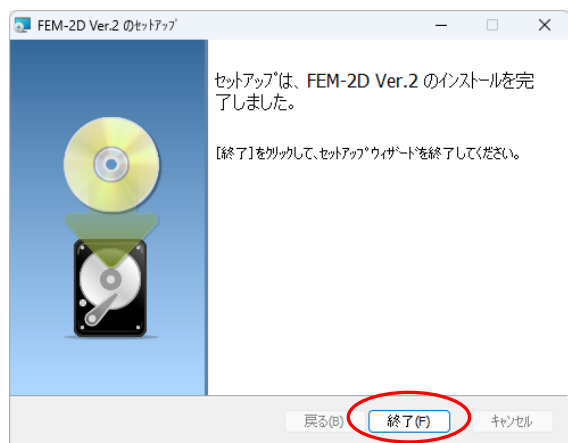 FEM-2D Ver.2 のｾｯﾄｱｯﾌﾟ
ｾｯﾄｱｯﾌﾟは、FEM-2D Ver.2 のｲﾝｽﾄｰﾙを完
了しました。
[終了]をｸﾘｯｸして、ｾｯﾄｱｯﾌﾟｳｨｻﾞｰﾄﾞを終了してください。
戻る(B) 終了(F) ｷｬﾝｾﾙ